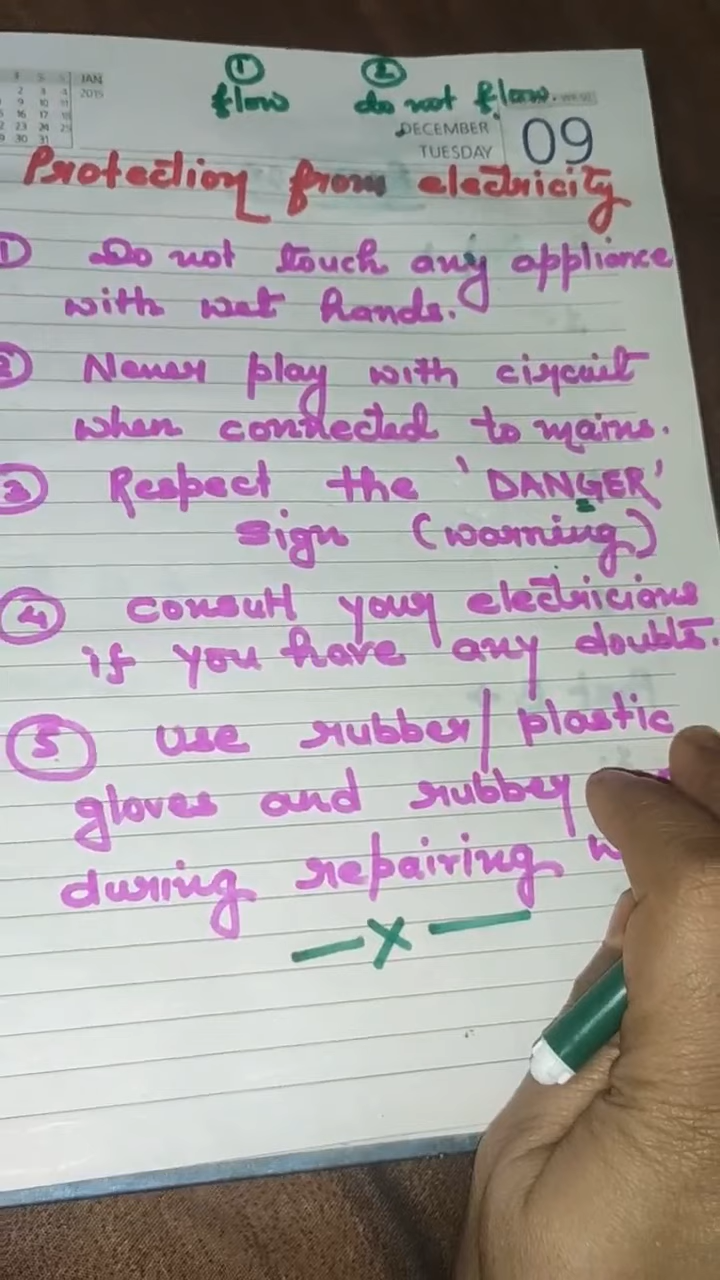 ① ②
flow do not flow.
JAN
2015
DECEMBER
TUESDAY
09
Protection from electricity
① Do not touch any appliance
with wet hands.
② Never play with circuit
when connected to mains.
③ Respect the 'DANGER'
sign (warning)
④ consult your electricians
if you have any doubts.
⑤ use rubber/plastic
gloves and rubber
during repairing
—x—